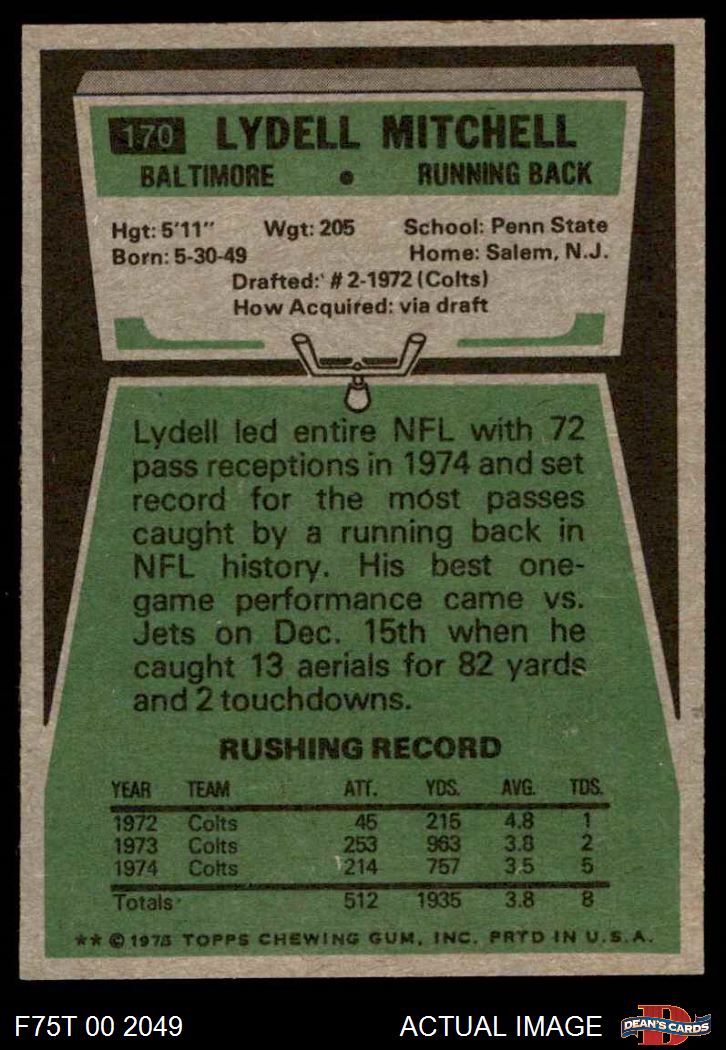 170 LYDELL MITCHELL
BALTIMORE • RUNNING BACK
Hgt: 5'11" Wgt: 205 School: Penn State
Born: 5-30-49 Home: Salem, N.J.
Drafted: #2-1972 (Colts)
How Acquired: via draft
Lydell led entire NFL with 72
pass receptions in 1974 and set
record for the most passes
caught by a running back in
NFL history. His best one-
game performance came vs.
Jets on Dec. 15th when he
caught 13 aerials for 82 yards
and 2 touchdowns.
RUSHING RECORD
YEAR TEAM ATT. YDS. AVG. TDS.
1972 Colts 45 215 4.8 1
1973 Colts 253 963 3.8 2
1974 Colts 214 757 3.5 5
Totals 512 1935 3.8 8
** © 1975 TOPPS CHEWING GUM, INC. PRTD IN U.S.A.
F75T 00 2049 ACTUAL IMAGE D DEAN'S CARDS